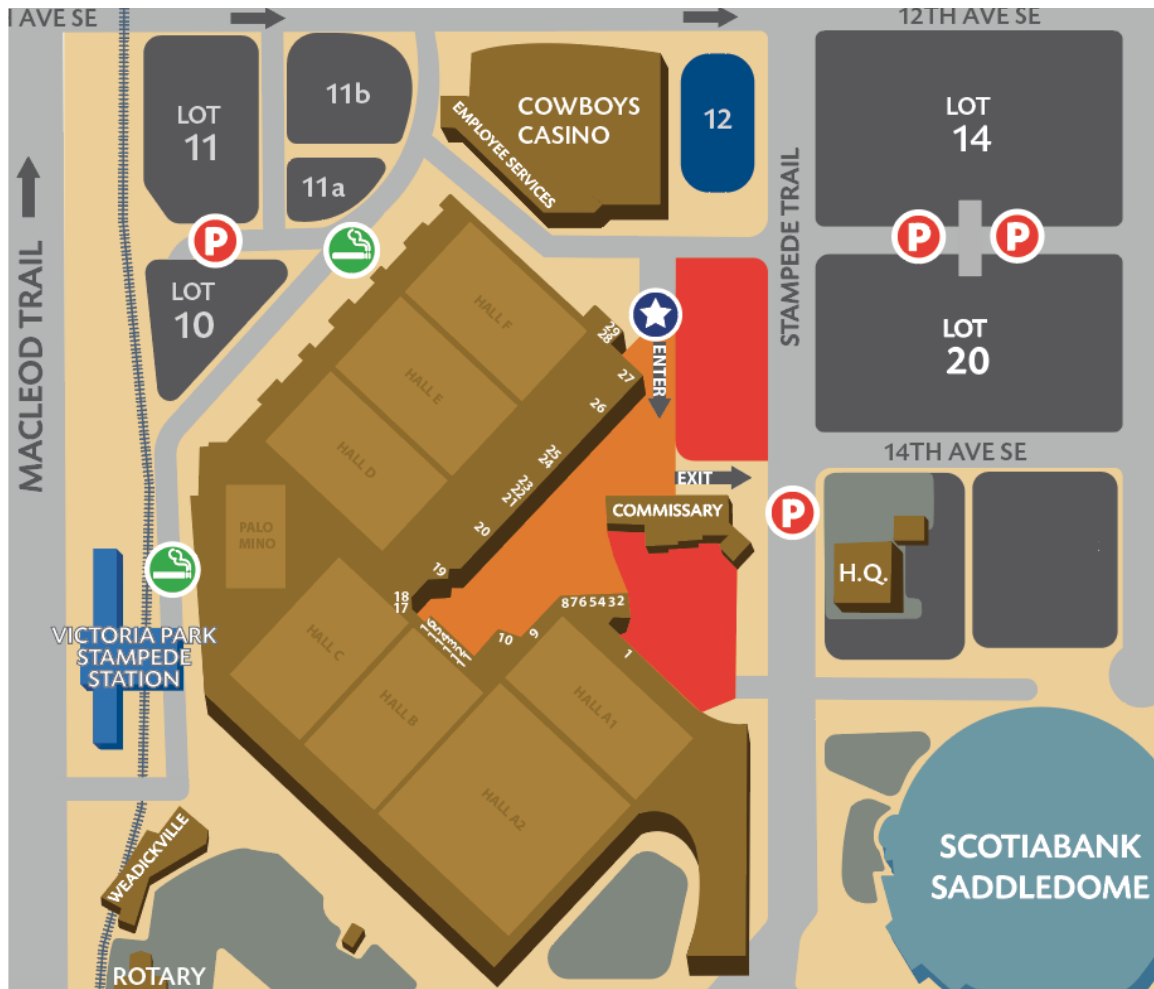 AVE SE
12TH AVE SE
LOT
11
11b
11a
P
LOT
10
EMPLOYEE SERVICES
COWBOYS
CASINO
12
STAMPEDE TRAIL
LOT
14
P
P
LOT
20
14TH AVE SE
MACLEOD TRAIL
HALL F
HALL E
HALL D
29
28
27
26
25
24
23
22
21
20
19
18
17
ENTER
EXIT
COMMISSARY
P
H.Q.
PALO
MINO
VICTORIA PARK
STAMPEDE
STATION
8765432
10
9
1
HALL C
HALL B
HALL A1
HALL A2
WEADICKVILLE
ROTARY
SCOTIABANK
SADDLEDOME